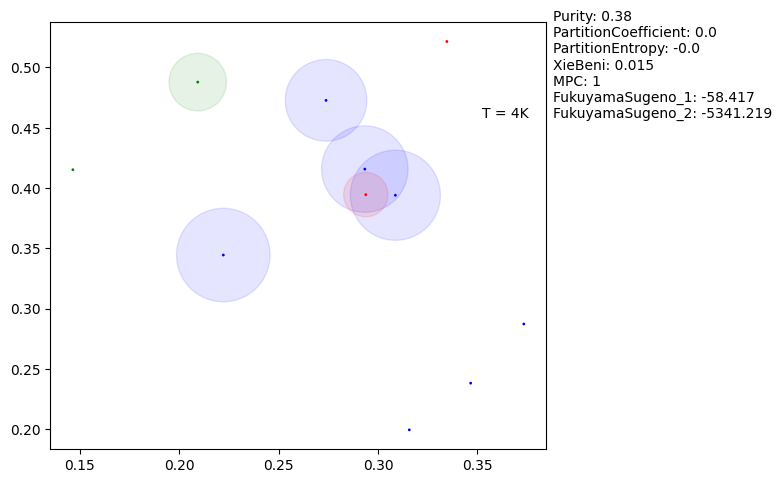 Purity: 0.38
PartitionCoefficient: 0.0
PartitionEntropy: -0.0
XieBeni: 0.015
MPC: 1
FukuyamaSugeno_1: -58.417
FukuyamaSugeno_2: -5341.219
T = 4K
0.50
0.45
0.40
0.35
0.30
0.25
0.20
0.15
0.20
0.25
0.30
0.35